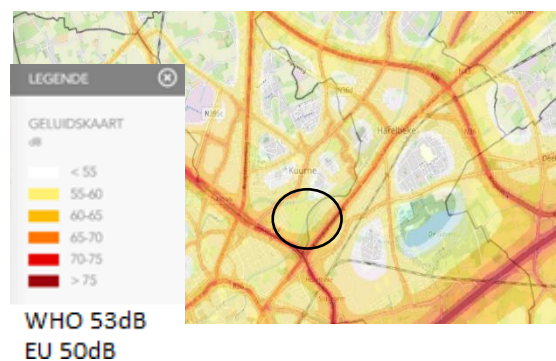 LEGENDE
GELUIDSKAART
dB
< 55
55-60
60-65
65-70
70-75
> 75
WHO 53dB
EU 50dB
Kuurne
Harelbeke
N36